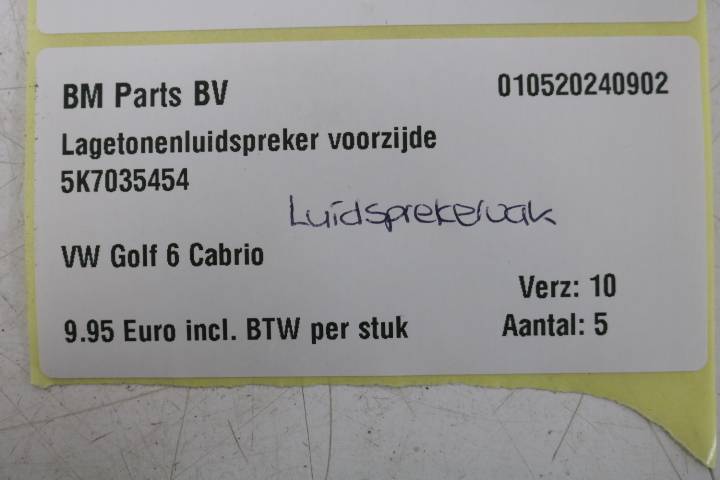 BM Parts BV 010520240902
Lagetonenluidspreker voorzijde
5K7035454
Luidsprekervak
VW Golf 6 Cabrio
Verz: 10
9.95 Euro incl. BTW per stuk Aantal: 5